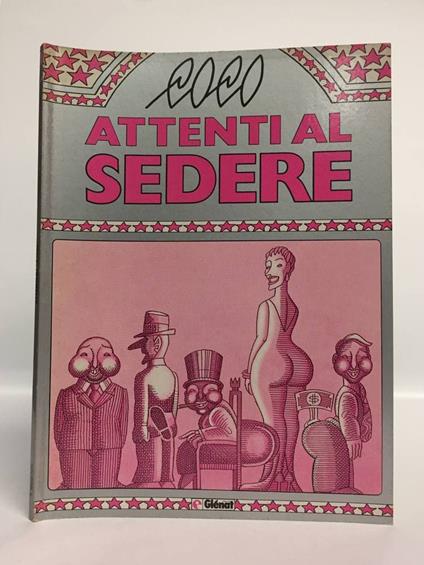 COCO
ATTENTI AL
SEDERE
$
Glénat